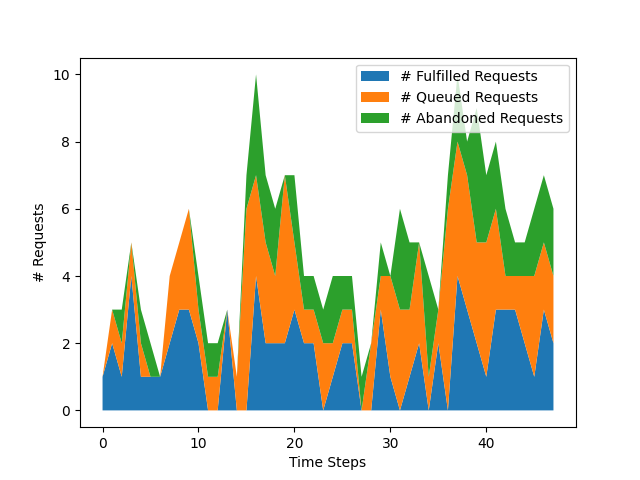 10
8
6
4
2
0
# Requests
# Fulfilled Requests
# Queued Requests
# Abandoned Requests
0 10 20 30 40
Time Steps